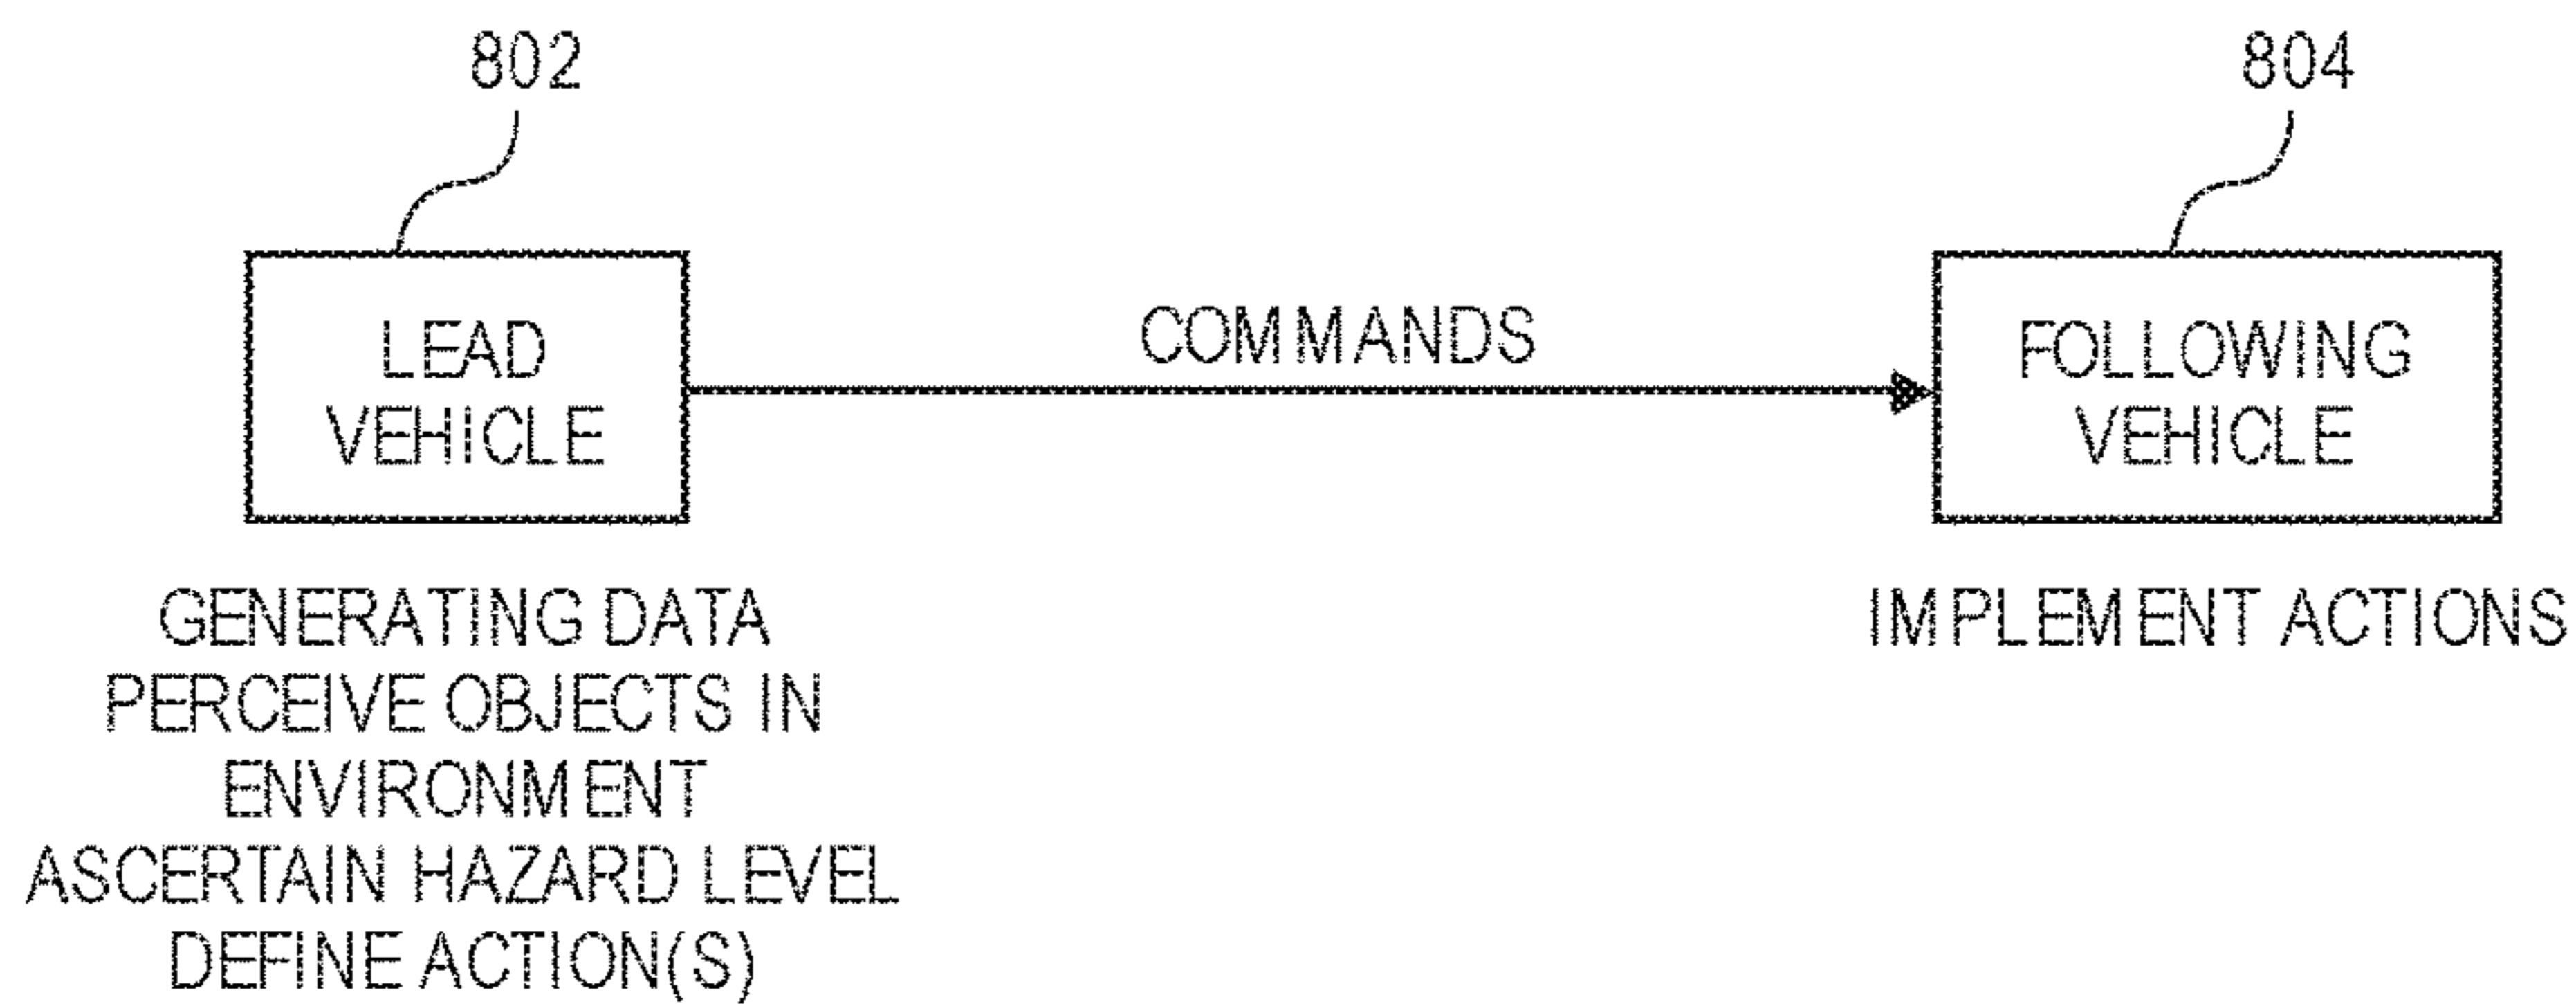 802
804
LEAD
VEHICLE
COMMANDS
FOLLOWING
VEHICLE
GENERATING DATA
PERCEIVE OBJECTS IN
ENVIRONMENT
ASCERTAIN HAZARD LEVEL
DEFINE ACTION(S)
IMPLEMENT ACTIONS